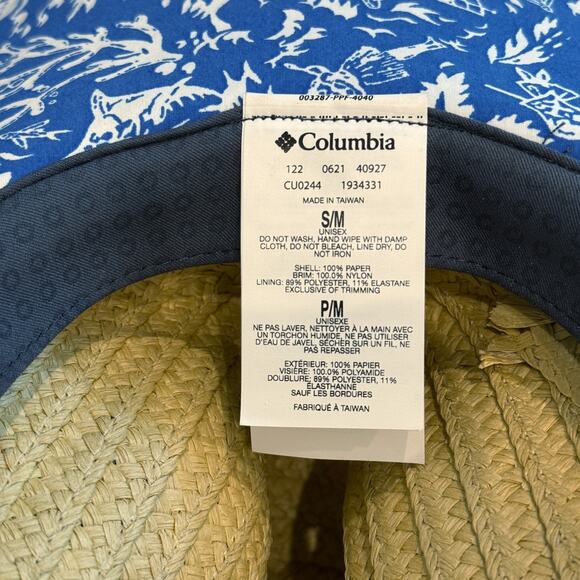 003287-PPF-4040
Columbia
122 0621 40927
CU0244 1934331
MADE IN TAIWAN
S/M
UNISEX
DO NOT WASH, HAND WIPE WITH DAMP
CLOTH, DO NOT BLEACH, LINE DRY, DO
NOT IRON
SHELL: 100% PAPER
BRIM: 100.0% NYLON
LINING: 89% POLYESTER, 11% ELASTANE
EXCLUSIVE OF TRIMMING
P/M
UNISEXE
NE PAS LAVER, NETTOYER À LA MAIN AVEC
UN TORCHON HUMIDE, NE PAS UTILISER
D'EAU DE JAVEL, SÉCHER SUR UN FIL, NE
PAS REPASSER
EXTÉRIEUR: 100% PAPIER
VISIÈRE: 100.0% POLYAMIDE
DOUBLURE: 89% POLYESTER, 11%
ÉLASTHANNE
SAUF LES BORDURES
FABRIQUÉ À TAIWAN